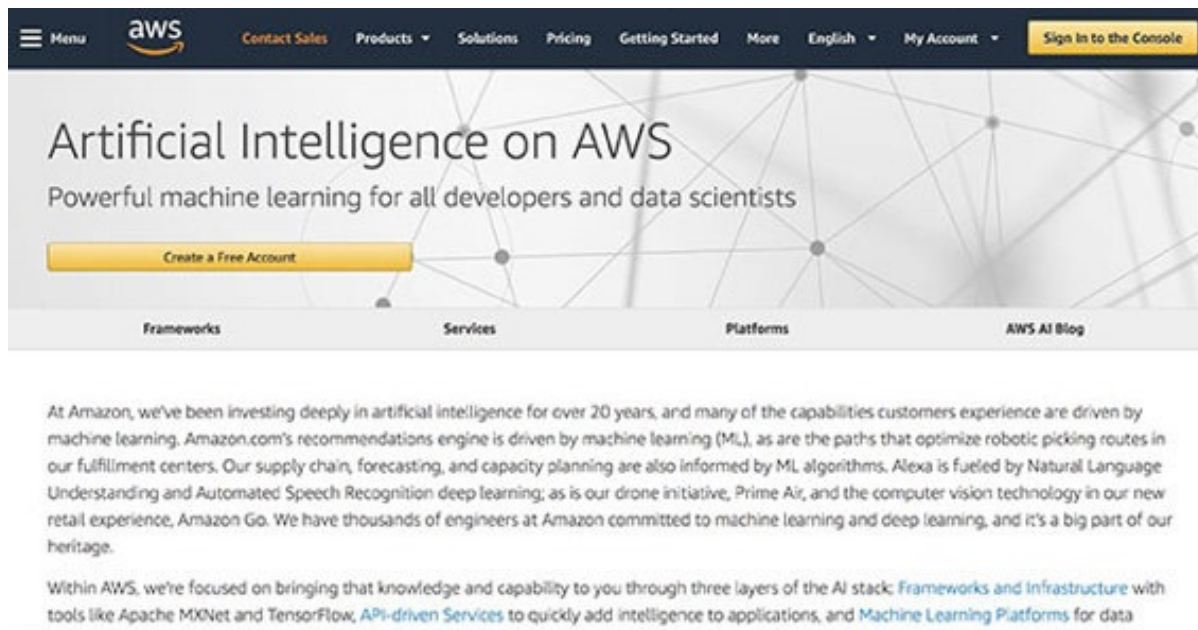 Menu aws Contact Sales Products Solutions Pricing Getting Started More English My Account Sign In to the Console
Artificial Intelligence on AWS
Powerful machine learning for all developers and data scientists
Create a Free Account
Frameworks Services Platforms AWS AI Blog
At Amazon, we've been investing deeply in artificial intelligence for over 20 years, and many of the capabilities customers experience are driven by
machine learning. Amazon.com's recommendations engine is driven by machine learning (ML), as are the paths that optimize robotic picking routes in
our fulfillment centers. Our supply chain, forecasting, and capacity planning are also informed by ML algorithms. Alexa is fueled by Natural Language
Understanding and Automated Speech Recognition deep learning; as is our drone initiative, Prime Air, and the computer vision technology in our new
retail experience, Amazon Go. We have thousands of engineers at Amazon committed to machine learning and deep learning, and it's a big part of our
heritage.
Within AWS, we're focused on bringing that knowledge and capability to you through three layers of the AI stack: Frameworks and Infrastructure with
tools like Apache MXNet and TensorFlow, API-driven Services to quickly add intelligence to applications, and Machine Learning Platforms for data